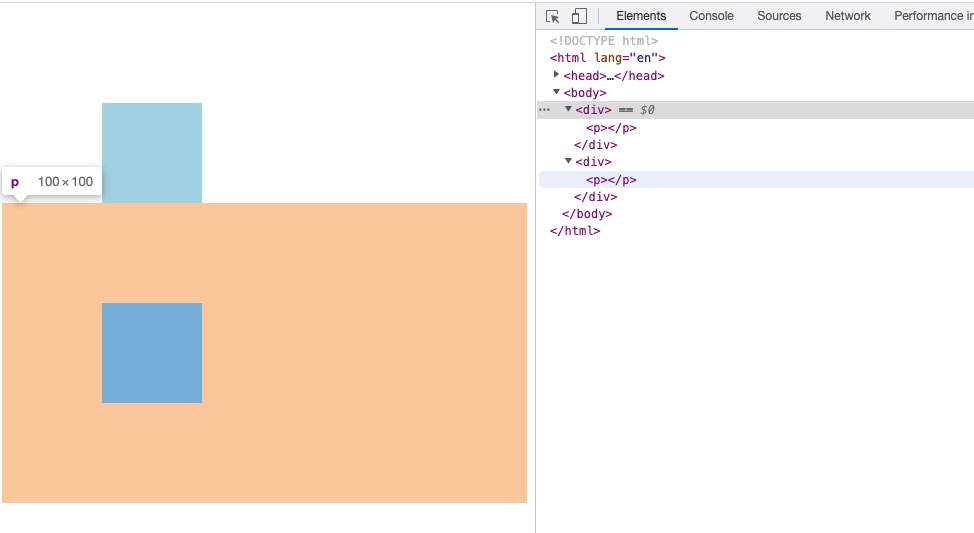 Elements Console Sources Network Performance in
<!DOCTYPE html>
<html lang="en">
<head>…</head>
<body>
<div> == $0
<p></p>
</div>
<div>
<p></p>
</div>
</body>
</html>
p 100×100